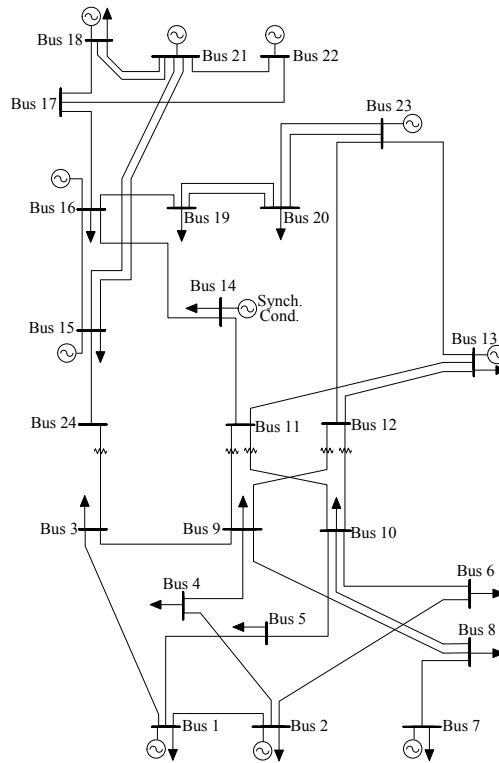 Bus 18
Bus 21
Bus 22
Bus 17
Bus 23
Bus 16
Bus 19
Bus 20
Bus 14
Synch.
Cond.
Bus 15
Bus 13
Bus 24
Bus 11
Bus 12
Bus 3
Bus 9
Bus 10
Bus 6
Bus 4
Bus 5
Bus 8
Bus 1
Bus 2
Bus 7